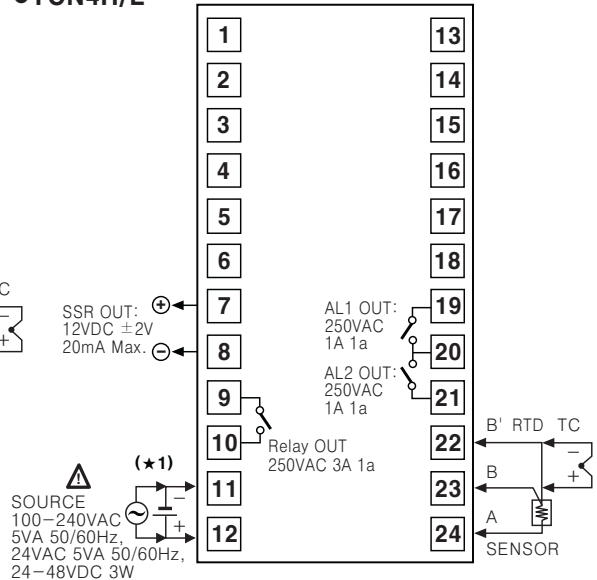 1
2
3
4
5
6
7
8
9
10
11
12
13
14
15
16
17
18
19
20
21
22
23
24
C
−
+
SSR OUT:
12VDC ±2V
20mA Max.
+
−
AL1 OUT:
250VAC
1A 1a
AL2 OUT:
250VAC
1A 1a
Relay OUT
250VAC 3A 1a
(★1)
−
+
SOURCE
100−240VAC
5VA 50/60Hz,
24VAC 5VA 50/60Hz,
24−48VDC 3W
B' RTD TC
B
A
−
+
SENSOR